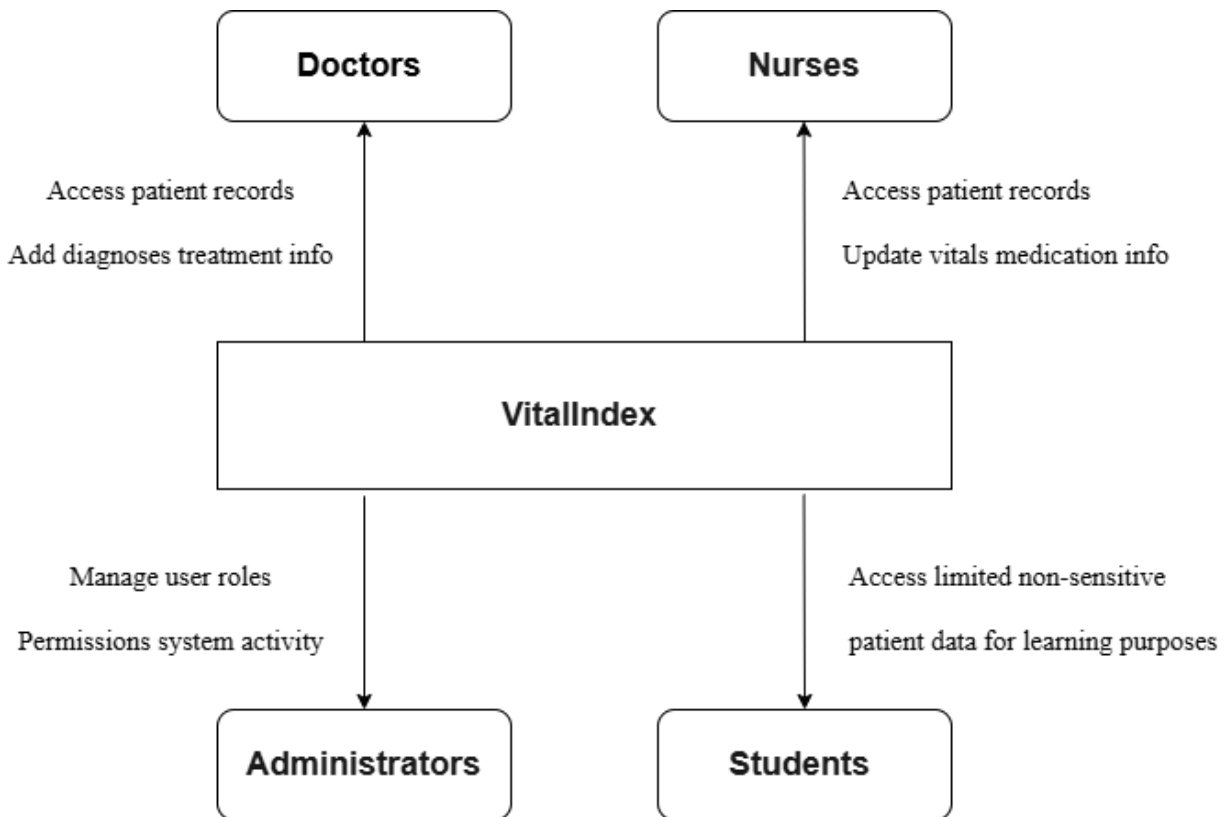 Doctors
Nurses
Access patient records
Add diagnoses treatment info
Access patient records
Update vitals medication info
VitalIndex
Manage user roles
Permissions system activity
Access limited non-sensitive
patient data for learning purposes
Administrators
Students